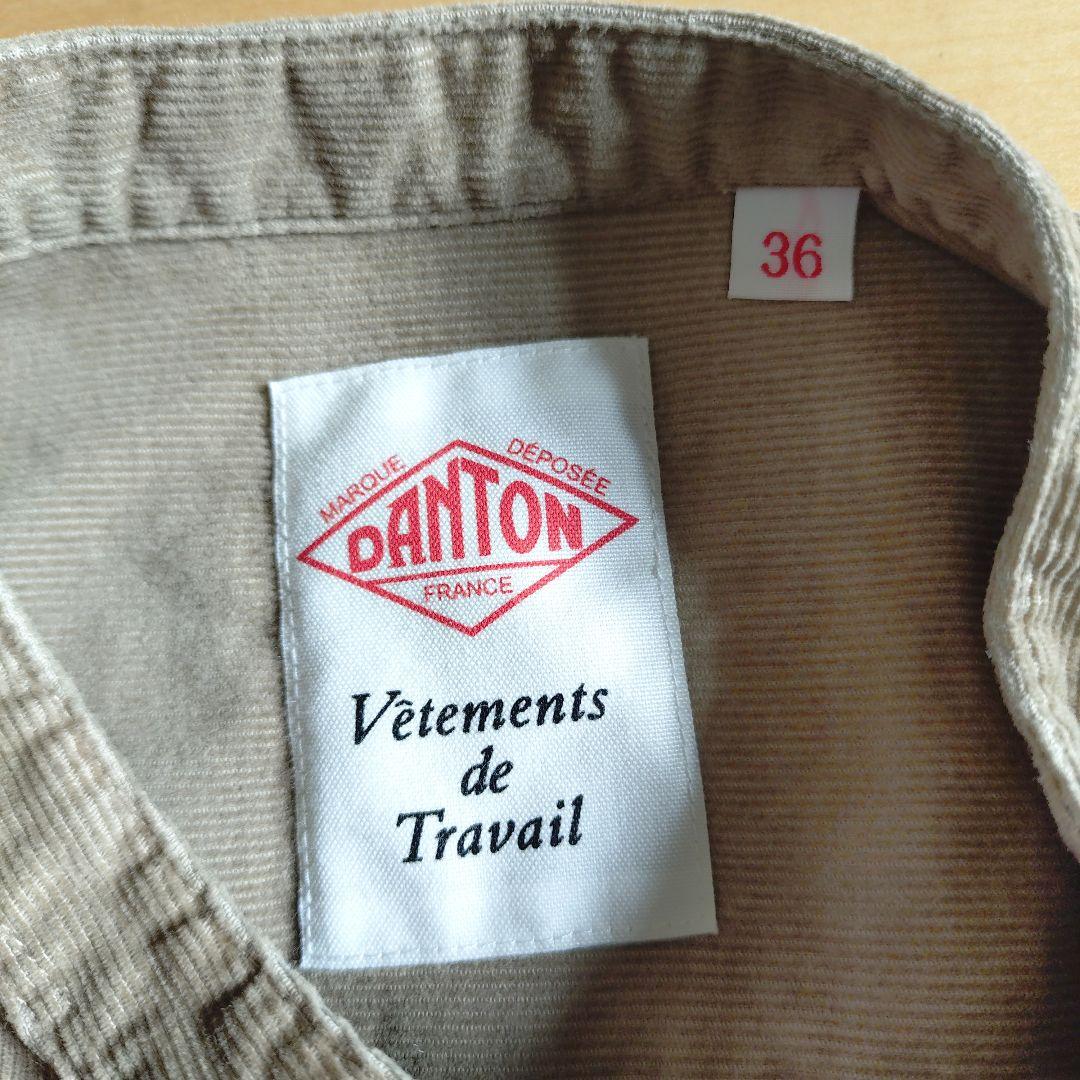 36
MARQUE DÉPOSÉE
DANTON
FRANCE
Vêtements
de
Travail